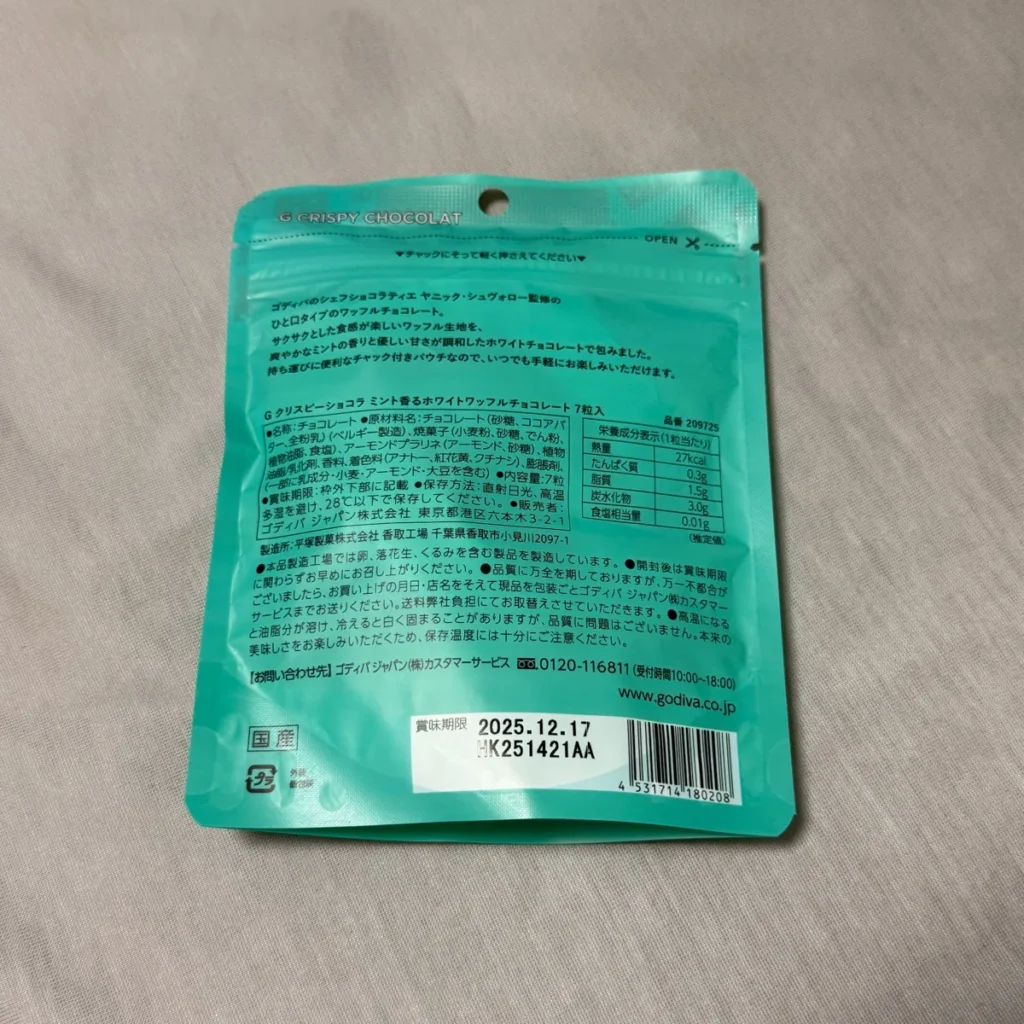 G CRISPY CHOCOLAT
OPEN
▼チャックにそって軽く押さえてください▼
ゴディバのシェフショコラティエ ヤニック・シュヴォロー監修の
ひと口タイプのワッフルチョコレート。
サクサクとした食感が楽しいワッフル生地を、
爽やかなミントの香りと優しい甘さが調和したホワイトチョコレートで包みました。
持ち運びに便利なチャック付きパウチなので、いつでも手軽にお楽しみいただけます。
G クリスピーショコラ ミント香るホワイトワッフルチョコレート 7粒入
●名称:チョコレート ●原材料名:チョコレート(砂糖、ココアバ
ター、全粉乳)(ベルギー製造)、焼菓子(小麦粉、砂糖、でん粉、
植物油脂、食塩)、アーモンドプラリネ(アーモンド、砂糖)、植物
油脂/乳化剤、香料、着色料(アナトー、紅花黄、クチナシ)、膨脹剤、
(一部に乳成分・小麦・アーモンド・大豆を含む) ●内容量:7粒
●賞味期限:枠外下部に記載 ●保存方法:直射日光、高温
多湿を避け、28℃以下で保存してください。 ●販売者:
ゴディバ ジャパン株式会社 東京都港区六本木3-2-1
品番 209725
栄養成分表示(1粒当たり)
熱量 27kcal
たんぱく質 0.3g
脂質 1.5g
炭水化物 3.0g
食塩相当量 0.01g
(推定値)
製造所:平塚製菓株式会社 香取工場 千葉県香取市小見川2097-1
●本品製造工場では卵、落花生、くるみを含む製品を製造しています。 ●開封後は賞味期限
に関わらずお早めにお召し上がりください。 ●品質に万全を期しておりますが、万一不都合が
ございましたら、お買い上げの月日・店名をそえて現品を包装ごとゴディバ ジャパン㈱カスタマー
サービスまでお送りください。送料弊社負担にてお取替えさせていただきます。 ●高温になる
と油脂分が溶け、冷えると白く固まることがありますが、品質に問題はございません。本来の
美味しさをお楽しみいただくため、保存温度には十分にご注意ください。
【お問い合わせ先】 ゴディバ ジャパン(株)カスタマーサービス 0120-116811(受付時間10:00~18:00)
www.godiva.co.jp
国産
プラ
外装
個包装
賞味期限 2025.12.17
HK251421AA
4 531714 180208